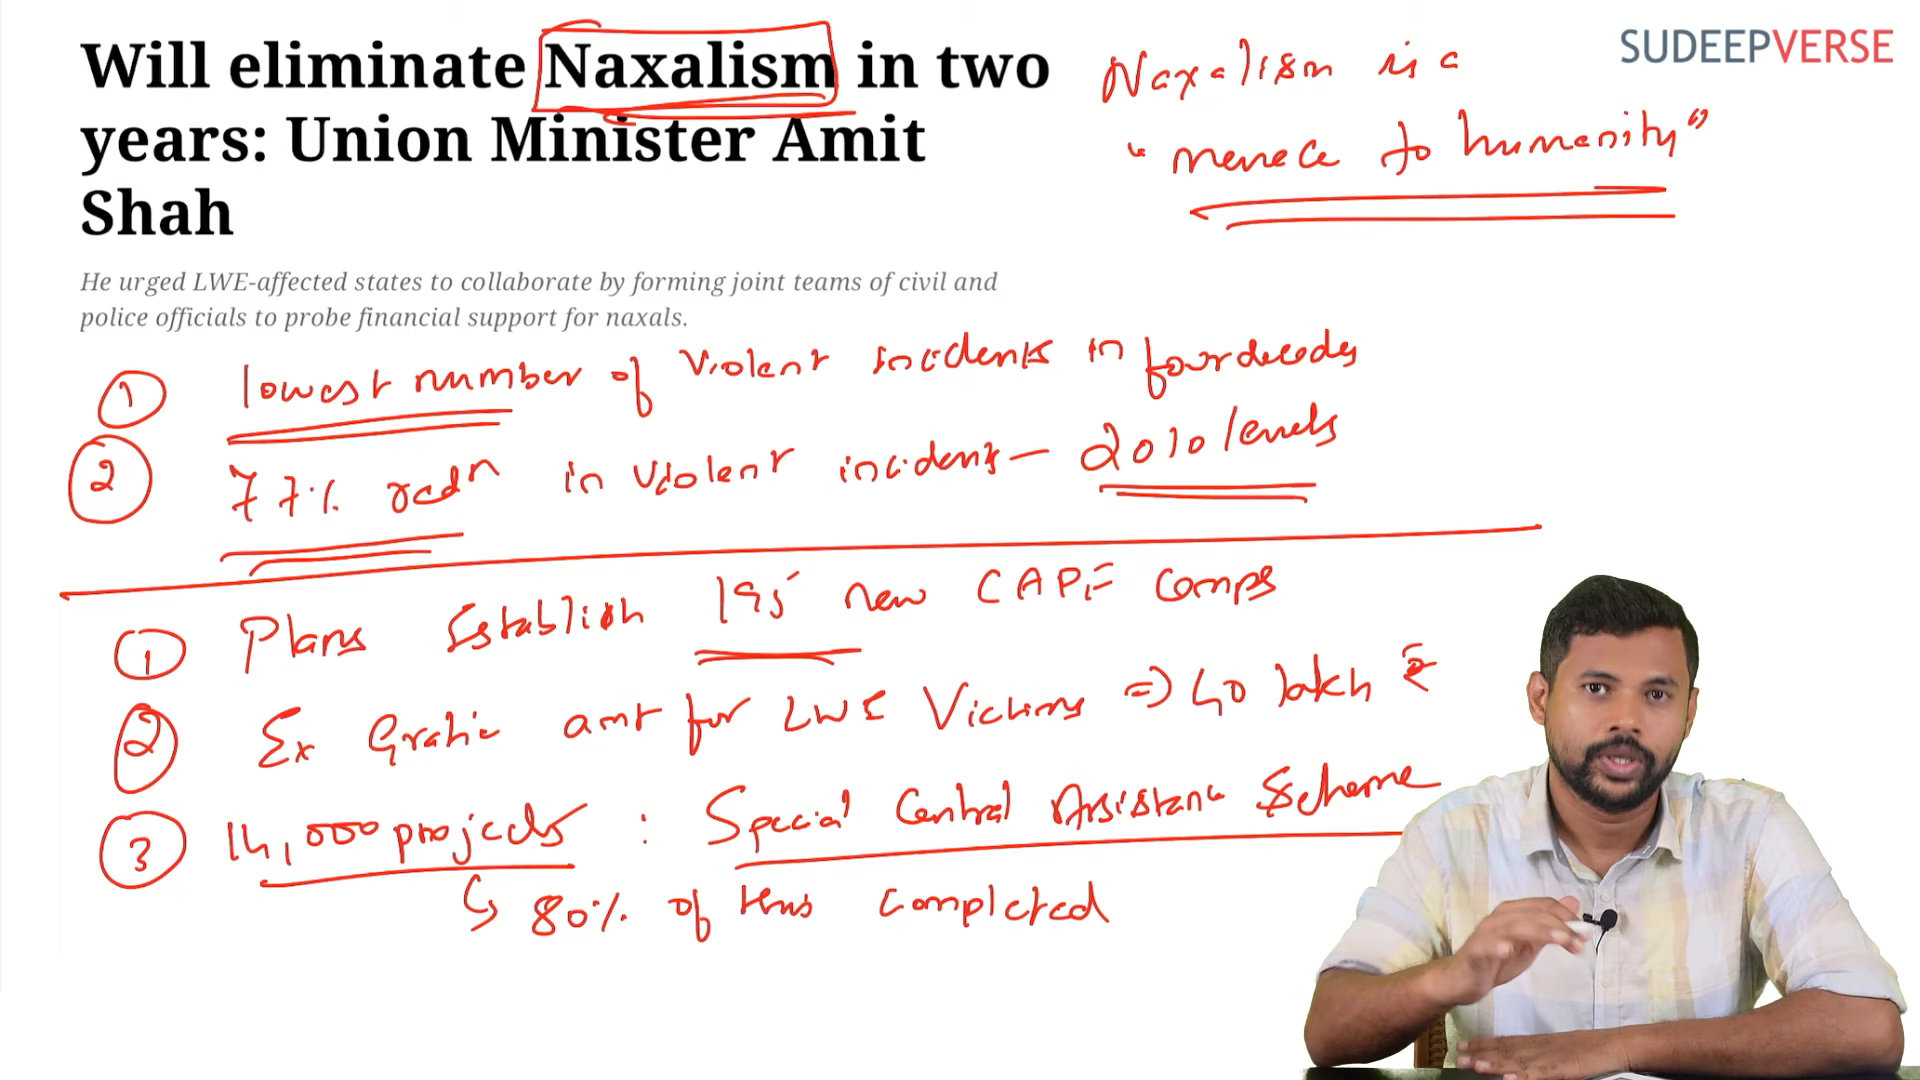 SUDEEPVERSE
Will eliminate Naxalism in two
years: Union Minister Amit
Shah
Naxalism is a
"menace to humanity"
He urged LWE-affected states to collaborate by forming joint teams of civil and
police officials to probe financial support for naxals.
① lowest number of violent incidents in four decades
② 77% redn in violent incidents – 2010 levels
① Plans Establish 195 new CAPF camps
② Ex Gratia amt for LWE Victims ⇒ 40 lakh ₹
③ 14,000 projects : Special Central Assistance Scheme
↳ 80% of this completed